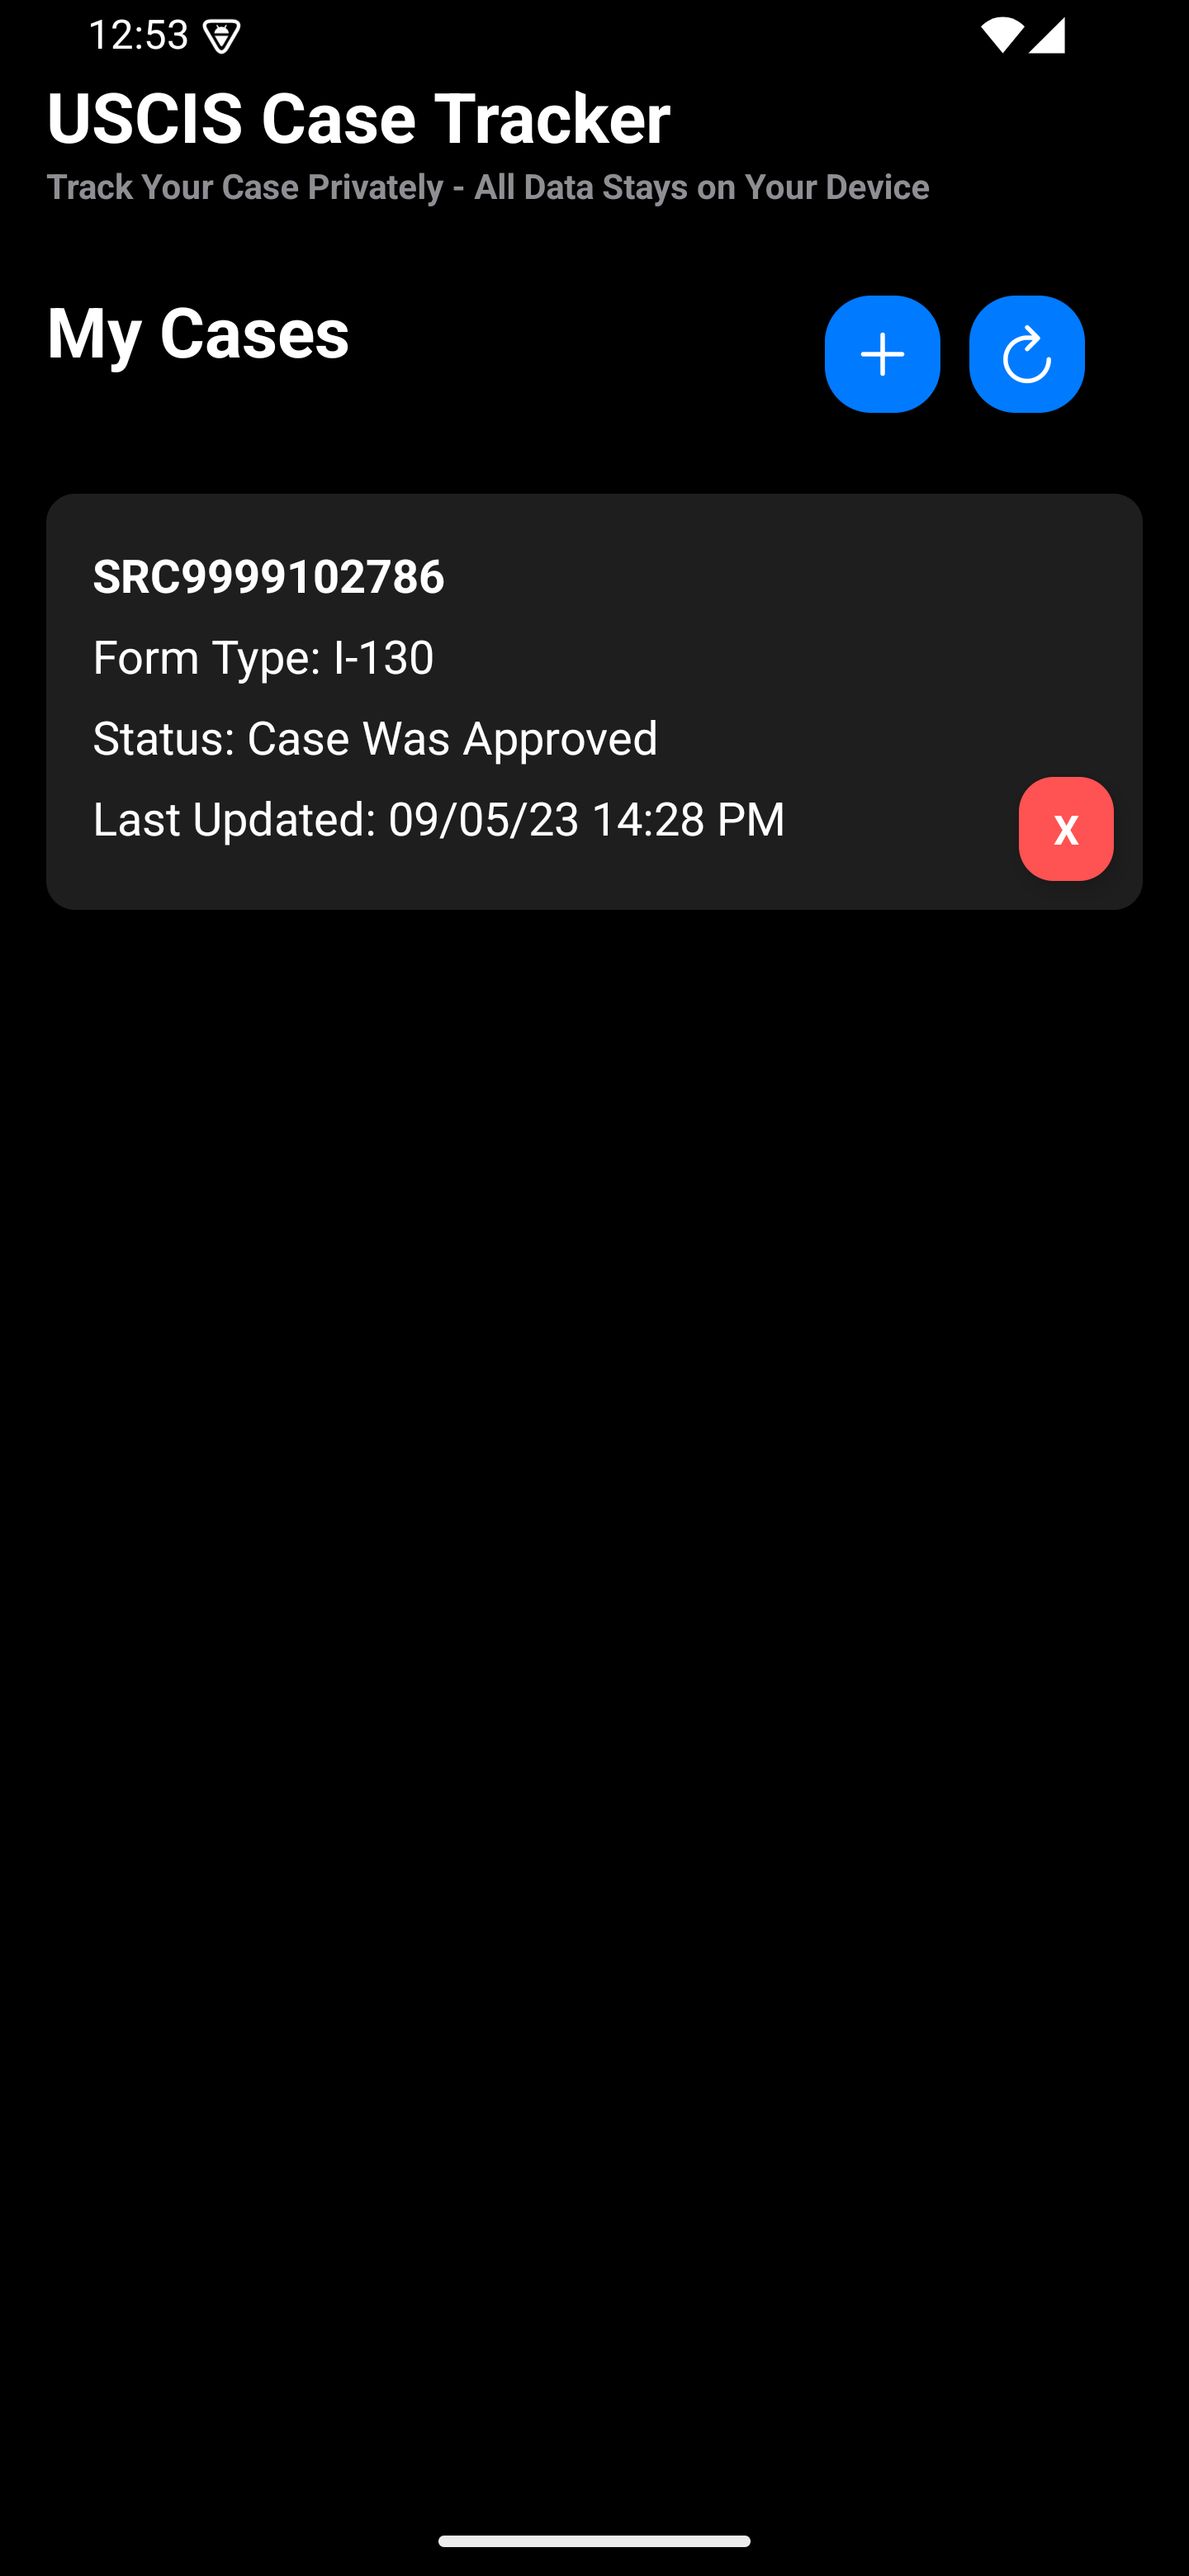 12:53
USCIS Case Tracker
Track Your Case Privately - All Data Stays on Your Device
My Cases
SRC9999102786
Form Type: I-130
Status: Case Was Approved
Last Updated: 09/05/23 14:28 PM
X